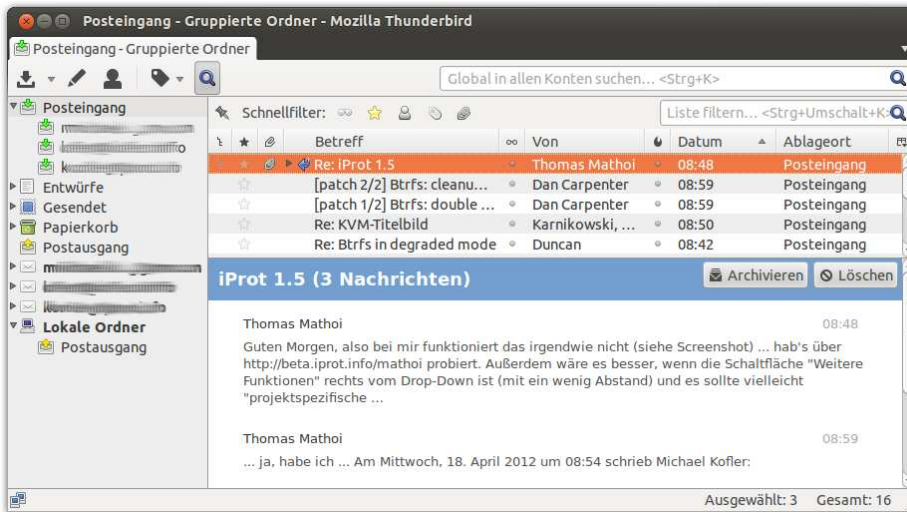 Posteingang - Gruppierte Ordner - Mozilla Thunderbird
Posteingang - Gruppierte Ordner
Global in allen Konten suchen... <Strg+K>
Posteingang
Entwürfe
Gesendet
Papierkorb
Postausgang
Lokale Ordner
Postausgang
Schnellfilter:
Liste filtern... <Strg+Umschalt+K>
Betreff Von Datum Ablageort
Re: iProt 1.5 Thomas Mathoi 08:48 Posteingang
[patch 2/2] Btrfs: cleanu... Dan Carpenter 08:59 Posteingang
[patch 1/2] Btrfs: double ... Dan Carpenter 08:59 Posteingang
Re: KVM-Titelbild Karnikowski, ... 08:50 Posteingang
Re: Btrfs in degraded mode Duncan 08:42 Posteingang
iProt 1.5 (3 Nachrichten) Archivieren Löschen
Thomas Mathoi 08:48
Guten Morgen, also bei mir funktioniert das irgendwie nicht (siehe Screenshot) ... hab's über
http://beta.iprot.info/mathoi probiert. Außerdem wäre es besser, wenn die Schaltfläche "Weitere
Funktionen" rechts vom Drop-Down ist (mit ein wenig Abstand) und es sollte vielleicht
"projektspezifische ...
Thomas Mathoi 08:59
... ja, habe ich ... Am Mittwoch, 18. April 2012 um 08:54 schrieb Michael Kofler:
Ausgewählt: 3 Gesamt: 16